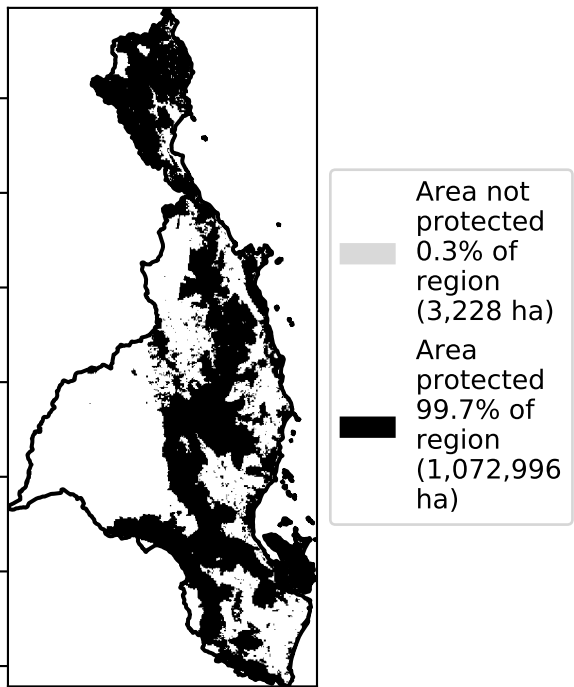 Area not
protected
0.3% of
region
(3,228 ha)
Area
protected
99.7% of
region
(1,072,996
ha)